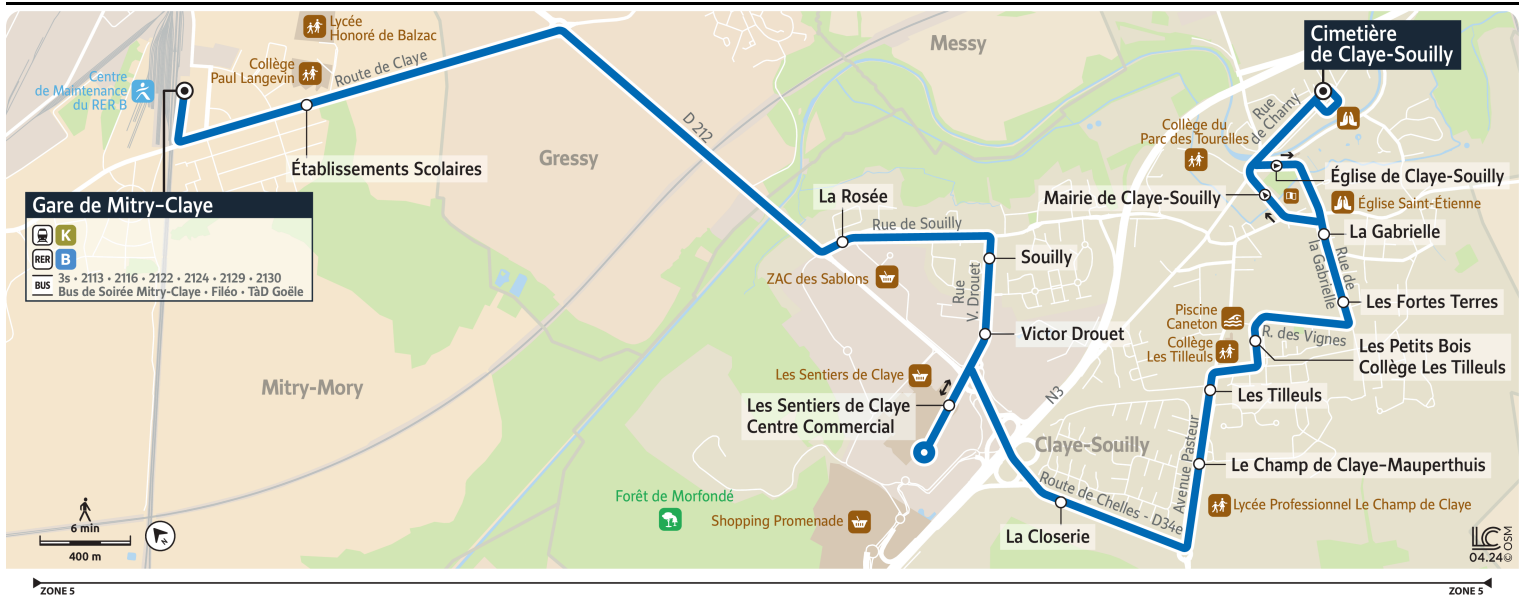 Lycée
Honoré de Balzac
Collège
Paul Langevin
Route de Claye
Centre
de Maintenance
du RER B
Établissements Scolaires
Gare de Mitry-Claye
K
RER
B
BUS
3s • 2113 • 2116 • 2122 • 2124 • 2129 • 2130
Bus de Soirée Mitry-Claye • Filéo • TàD Goële
Gressy
D 212
Messy
Mitry-Mory
La Rosée
Rue de Souilly
ZAC des Sablons
Souilly
Rue
V. Drouet
Victor Drouet
Les Sentiers de Claye
Les Sentiers de Claye
Centre Commercial
Forêt de Morfondé
Shopping Promenade
N3
Claye-Souilly
Route de Chelles - D34e
La Closerie
Cimetière
de Claye-Souilly
Rue
de Charny
Collège du
Parc des Tourelles
Église de Claye-Souilly
Mairie de Claye-Souilly
Église Saint-Étienne
La Gabrielle
Rue de
la Gabrielle
Les Fortes Terres
Piscine
Caneton
R. des Vignes
Collège
Les Tilleuls
Les Petits Bois
Collège Les Tilleuls
Les Tilleuls
Avenue Pasteur
Le Champ de Claye-Mauperthuis
Lycée Professionnel Le Champ de Claye
6 min
400 m
N
LC
04.24© OSM
ZONE 5
ZONE 5